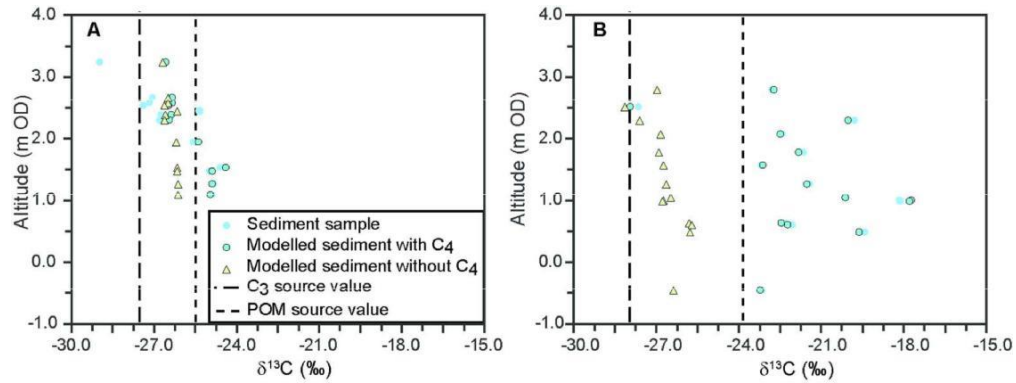 A
B
4.0
3.0
2.0
1.0
0.0
-1.0
Altitude (m OD)
-30.0 -27.0 -24.0 -21.0 -18.0 -15.0
δ¹³C (‰)
Sediment sample
Modelled sediment with C₄
Modelled sediment without C₄
C₃ source value
POM source value
4.0
3.0
2.0
1.0
0.0
-1.0
Altitude (m OD)
-30.0 -27.0 -24.0 -21.0 -18.0 -15.0
δ¹³C (‰)